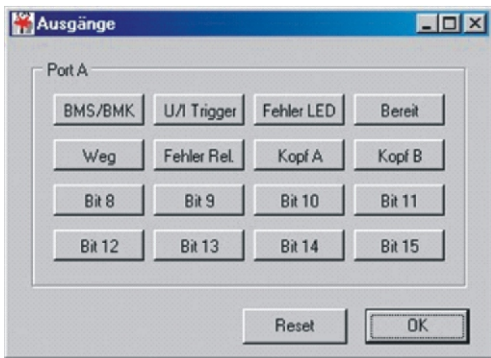 Ausgänge
Port A
BMS/BMK U/I Trigger Fehler LED Bereit
Weg Fehler Rel. Kopf A Kopf B
Bit 8 Bit 9 Bit 10 Bit 11
Bit 12 Bit 13 Bit 14 Bit 15
Reset OK